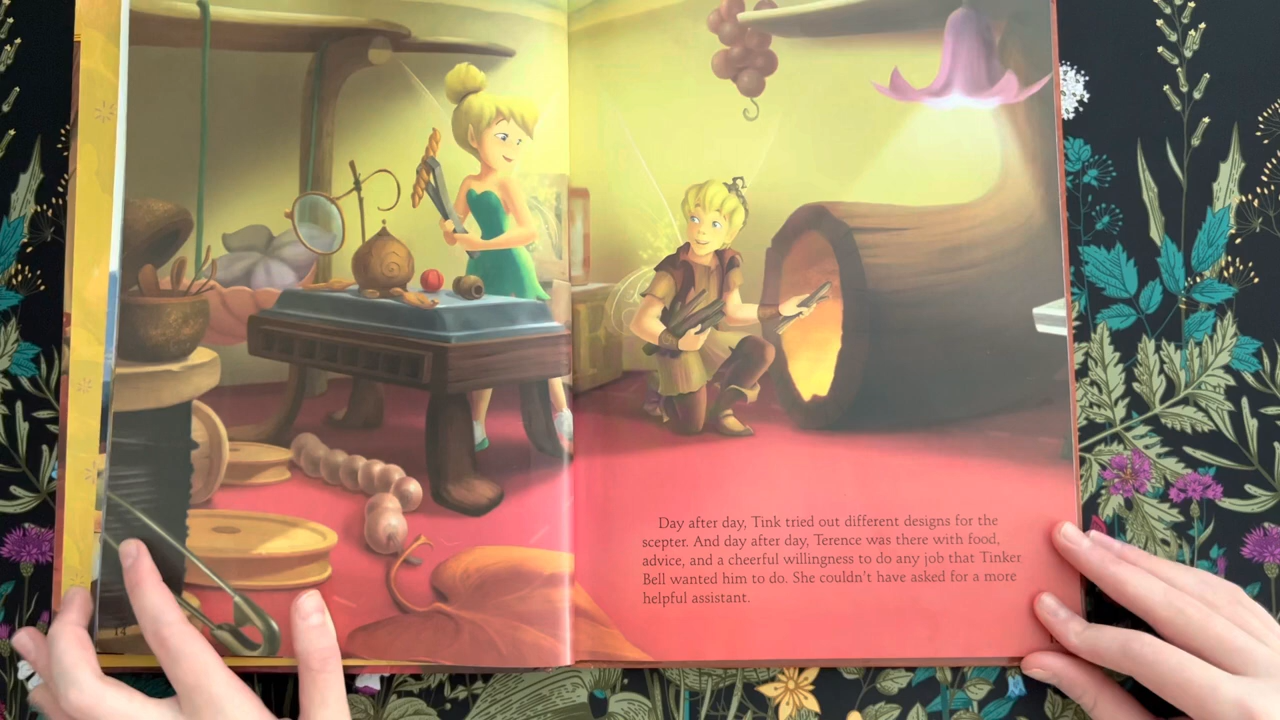 Day after day, Tink tried out different designs for the
scepter. And day after day, Terence was there with food,
advice, and a cheerful willingness to do any job that Tinker
Bell wanted him to do. She couldn't have asked for a more
helpful assistant.
14